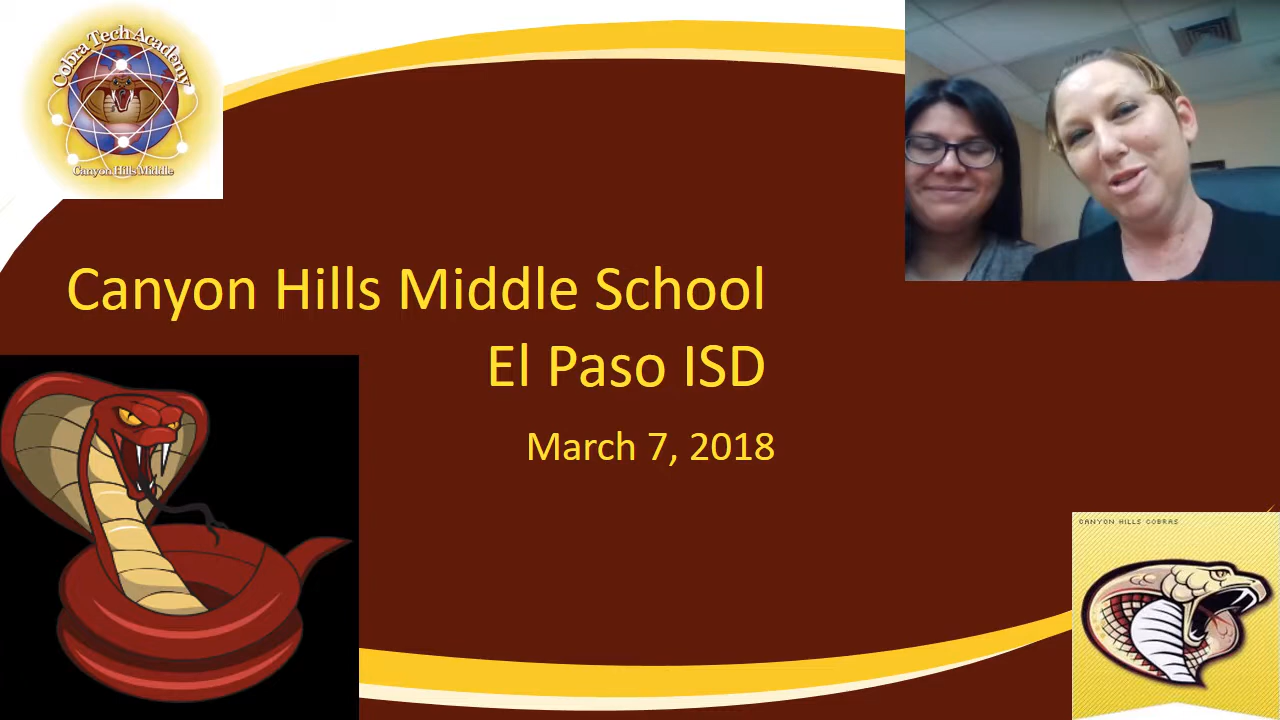 Cobra Tech Academy
Canyon Hills Middle
Canyon Hills Middle School
El Paso ISD
March 7, 2018
CANYON HILLS COBRAS